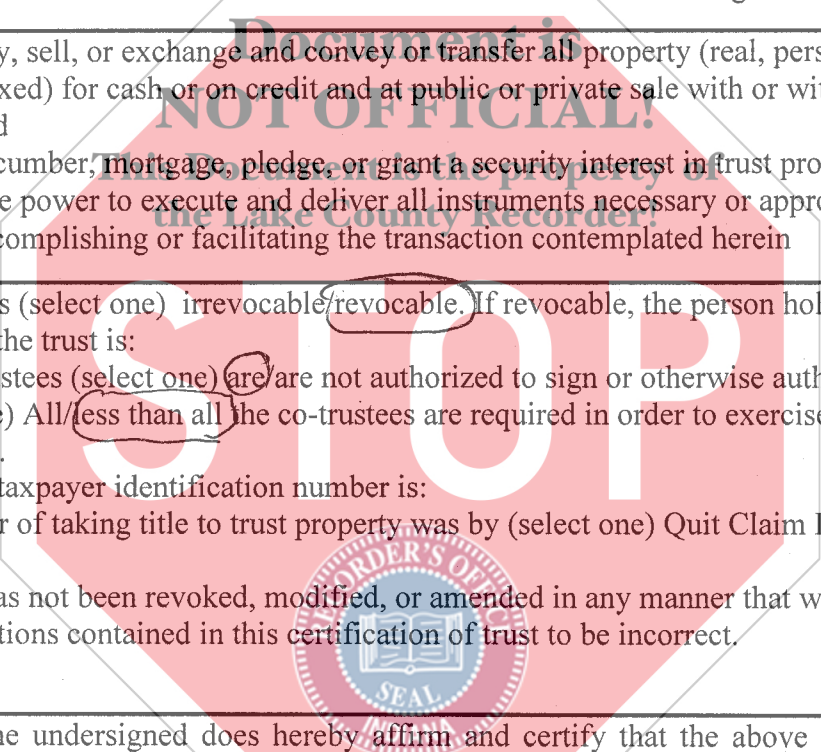 Document is
y, sell, or exchange and convey or transfer all property (real, pers
xed) for cash or on credit and at public or private sale with or wit
NOT OFFICIAL!
d
cumber, mortgage, pledge, or grant a security interest in trust pro
This Document is the property of
e power to execute and deliver all instruments necessary or appro
the Lake County Recorder!
complishing or facilitating the transaction contemplated herein
s (select one) irrevocable/revocable. If revocable, the person hol
the trust is:
stees (select one) are/are not authorized to sign or otherwise auth
e) All/less than all the co-trustees are required in order to exercise
.
STOP
taxpayer identification number is:
r of taking title to trust property was by (select one) Quit Claim
as not been revoked, modified, or amended in any manner that w
tions contained in this certification of trust to be incorrect.
RECORDER'S OFFICE
SEAL
INDIANA
ne undersigned does hereby affirm and certify that the above